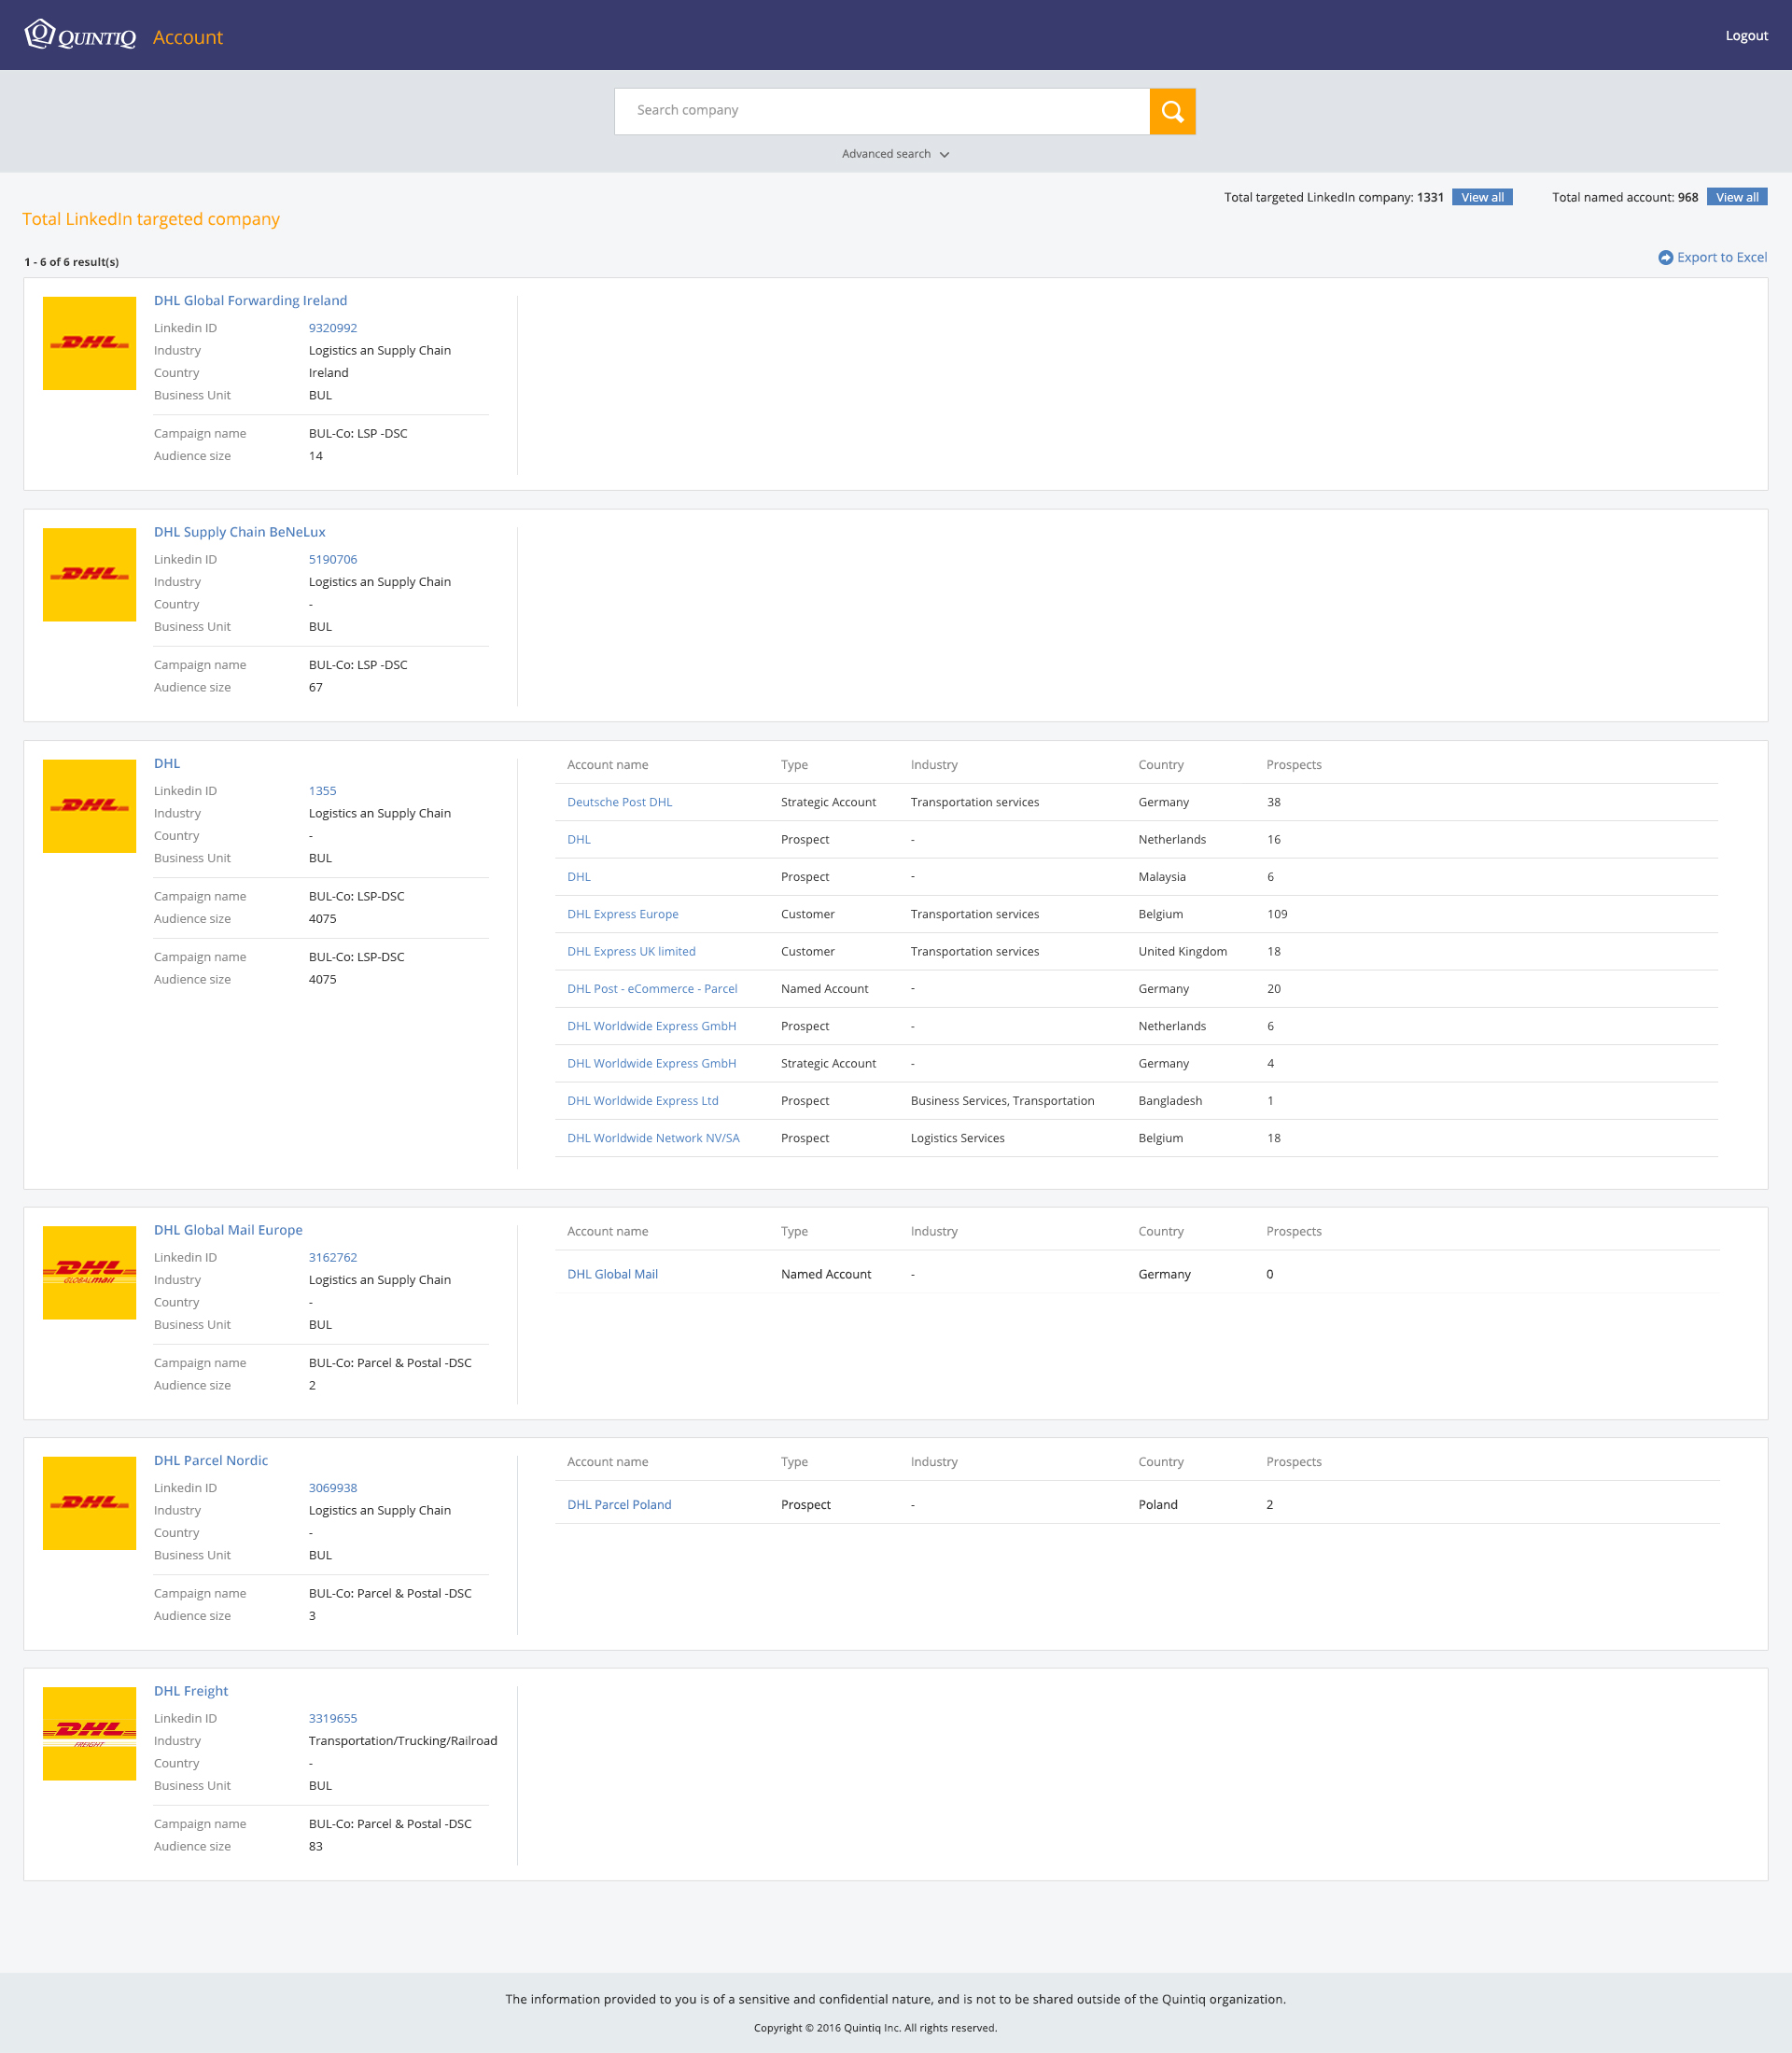 QUINTIQ Account
Logout
Search company
Advanced search
Total targeted LinkedIn company: 1331 View all Total named account: 968 View all
Total LinkedIn targeted company
1 - 6 of 6 result(s)
Export to Excel
DHL
DHL Global Forwarding Ireland
Linkedin ID 9320992
Industry Logistics an Supply Chain
Country Ireland
Business Unit BUL
Campaign name BUL-Co: LSP -DSC
Audience size 14
DHL
DHL Supply Chain BeNeLux
Linkedin ID 5190706
Industry Logistics an Supply Chain
Country -
Business Unit BUL
Campaign name BUL-Co: LSP -DSC
Audience size 67
DHL
DHL
Linkedin ID 1355
Industry Logistics an Supply Chain
Country -
Business Unit BUL
Campaign name BUL-Co: LSP-DSC
Audience size 4075
Campaign name BUL-Co: LSP-DSC
Audience size 4075
Account name Type Industry Country Prospects
Deutsche Post DHL Strategic Account Transportation services Germany 38
DHL Prospect - Netherlands 16
DHL Prospect - Malaysia 6
DHL Express Europe Customer Transportation services Belgium 109
DHL Express UK limited Customer Transportation services United Kingdom 18
DHL Post - eCommerce - Parcel Named Account - Germany 20
DHL Worldwide Express GmbH Prospect - Netherlands 6
DHL Worldwide Express GmbH Strategic Account - Germany 4
DHL Worldwide Express Ltd Prospect Business Services, Transportation Bangladesh 1
DHL Worldwide Network NV/SA Prospect Logistics Services Belgium 18
DHL
GLOBAL MAIL
DHL Global Mail Europe
Linkedin ID 3162762
Industry Logistics an Supply Chain
Country -
Business Unit BUL
Campaign name BUL-Co: Parcel & Postal -DSC
Audience size 2
Account name Type Industry Country Prospects
DHL Global Mail Named Account - Germany 0
DHL
DHL Parcel Nordic
Linkedin ID 3069938
Industry Logistics an Supply Chain
Country -
Business Unit BUL
Campaign name BUL-Co: Parcel & Postal -DSC
Audience size 3
Account name Type Industry Country Prospects
DHL Parcel Poland Prospect - Poland 2
DHL
FREIGHT
DHL Freight
Linkedin ID 3319655
Industry Transportation/Trucking/Railroad
Country -
Business Unit BUL
Campaign name BUL-Co: Parcel & Postal -DSC
Audience size 83
The information provided to you is of a sensitive and confidential nature, and is not to be shared outside of the Quintiq organization.
Copyright © 2016 Quintiq Inc. All rights reserved.